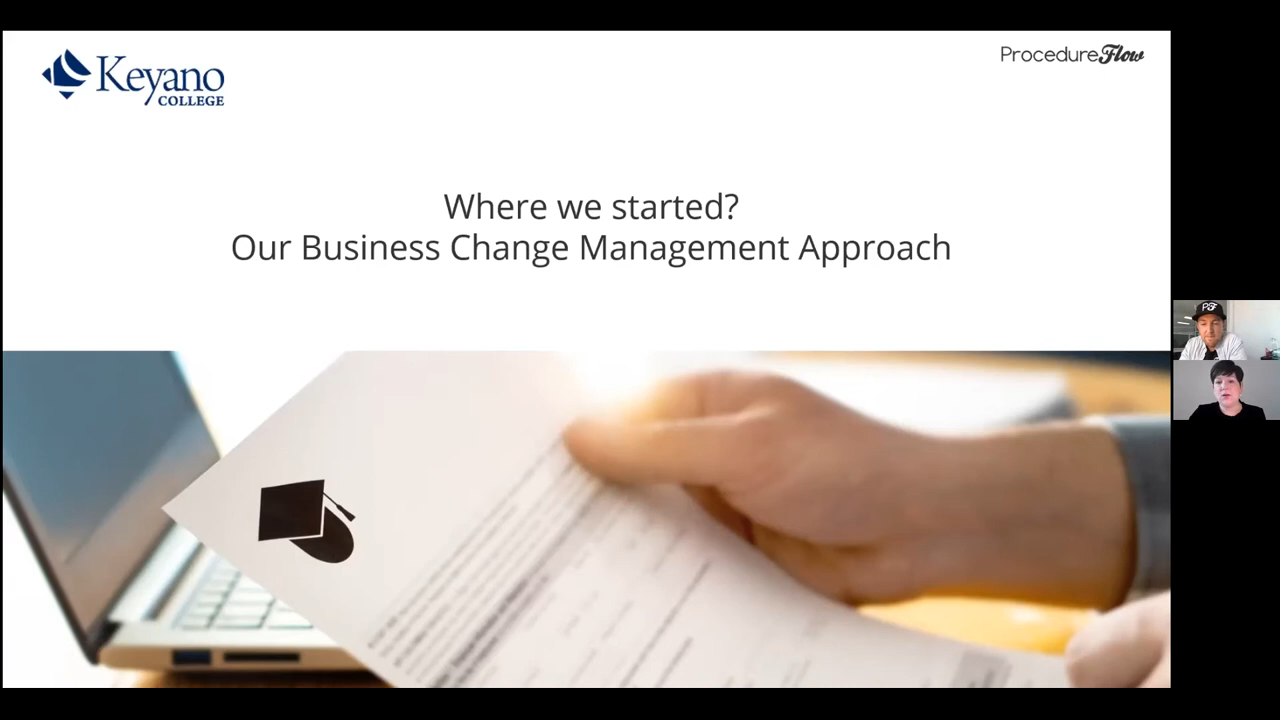 Keyano
COLLEGE
ProcedureFlow
Where we started?
Our Business Change Management Approach